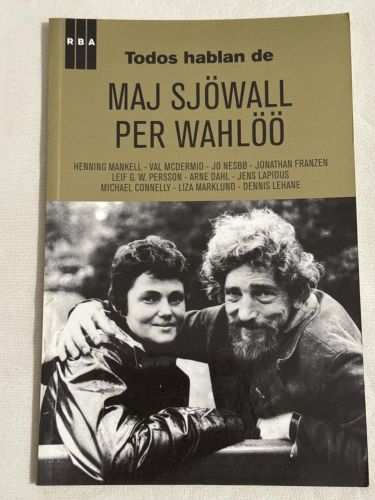 RBA
Todos hablan de
MAJ SJÖWALL
PER WAHLÖÖ
HENNING MANKELL - VAL MCDERMID - JO NESBØ - JONATHAN FRANZEN
LEIF G. W. PERSSON - ARNE DAHL - JENS LAPIDUS
MICHAEL CONNELLY - LIZA MARKLUND - DENNIS LEHANE